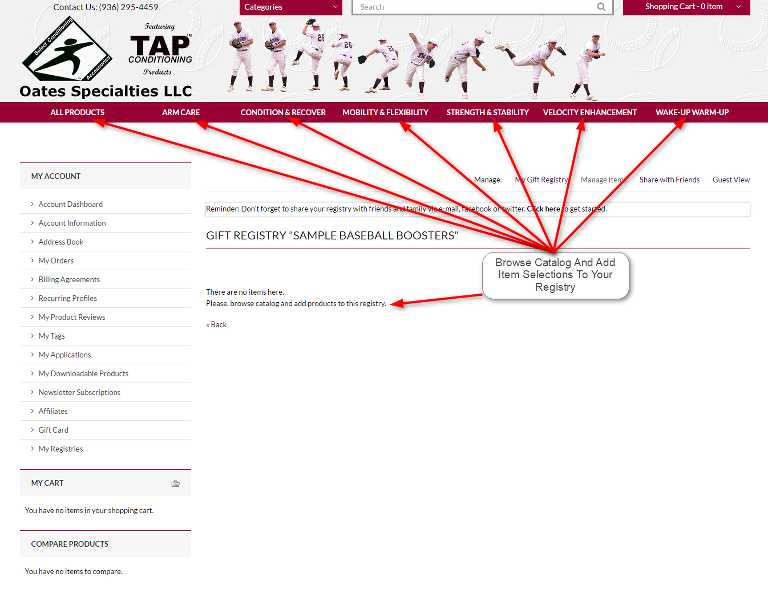 Contact Us: (936) 295-4459
Categories
Search
Shopping Cart - 0 Item
Select Conditioning Accessories
Featuring
TAP™
CONDITIONING
Products
Oates Specialties LLC
ALL PRODUCTS ARM CARE CONDITION & RECOVER MOBILITY & FLEXIBILITY STRENGTH & STABILITY VELOCITY ENHANCEMENT WAKE-UP WARM-UP
Manage: My Gift Registry Manage Items Share with Friends Guest View
Reminder: Don't forget to share your registry with friends and family via e-mail, facebook or twitter. Click here to get started.
GIFT REGISTRY "SAMPLE BASEBALL BOOSTERS"
Browse Catalog And Add
Item Selections To Your
Registry
There are no items here.
Please, browse catalog and add products to this registry.
« Back
MY ACCOUNT
Account Dashboard
Account Information
Address Book
My Orders
Billing Agreements
Recurring Profiles
My Product Reviews
My Tags
My Applications
My Downloadable Products
Newsletter Subscriptions
Affiliates
Gift Card
My Registries
MY CART
You have no items in your shopping cart.
COMPARE PRODUCTS
You have no items to compare.